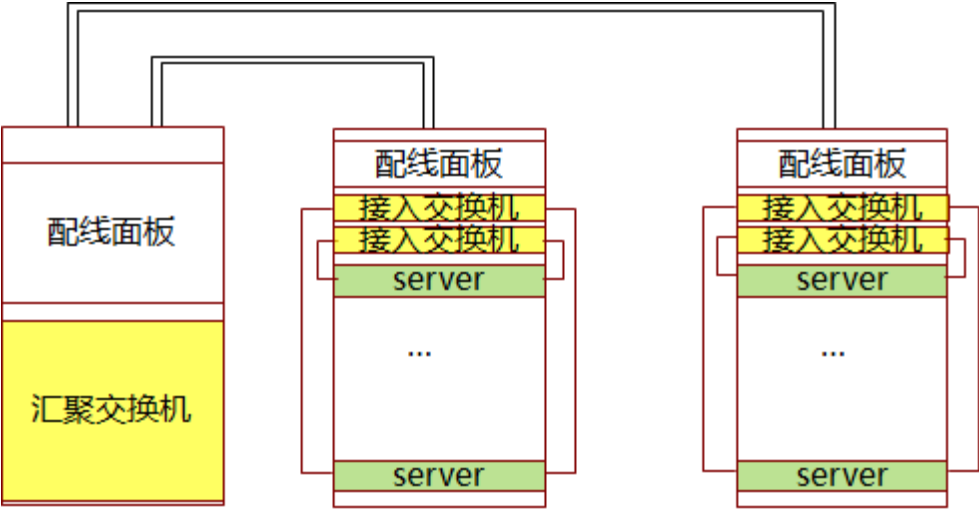 配线面板
汇聚交换机
配线面板
接入交换机
接入交换机
server
...
server
配线面板
接入交换机
接入交换机
server
...
server